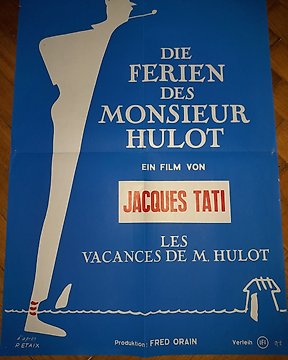 DIE
FERIEN
DES
MONSIEUR
HULOT
EIN FILM VON
JACQUES TATI
LES
VACANCES DE M. HULOT
d'après
P. ETAIX
Produktion: FRED ORAIN
Verleih